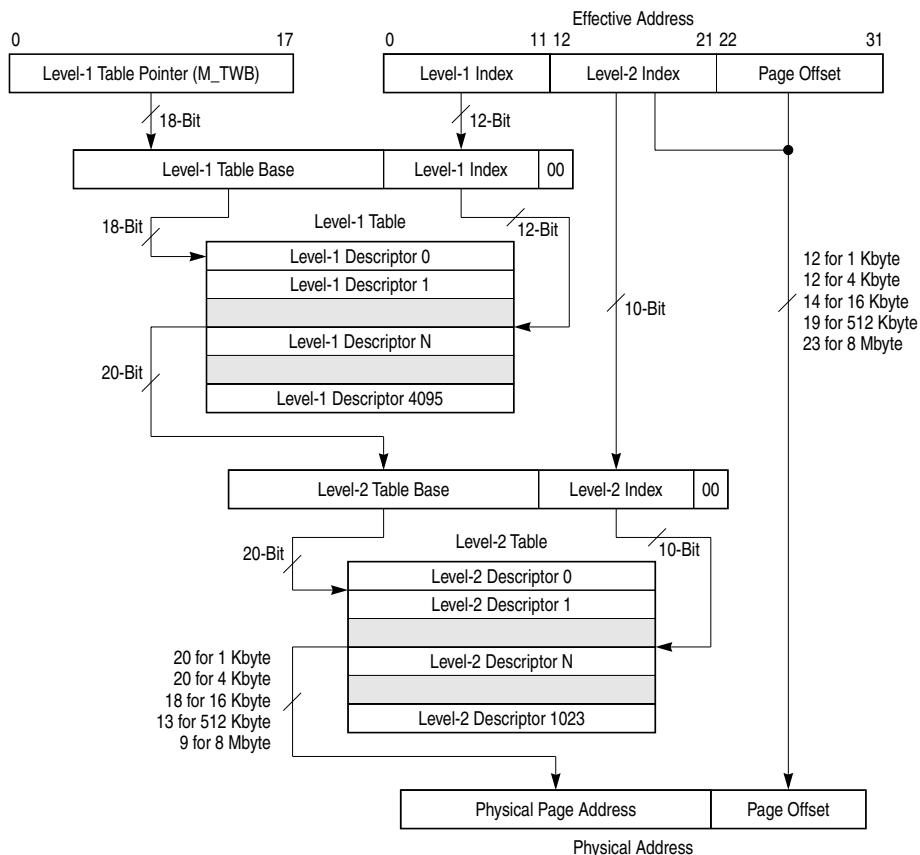 Effective Address
0 17 0 11 12 21 22 31
Level-1 Table Pointer (M_TWB) Level-1 Index Level-2 Index Page Offset
18-Bit 12-Bit
Level-1 Table Base Level-1 Index 00
18-Bit Level-1 Table 12-Bit
Level-1 Descriptor 0
Level-1 Descriptor 1
Level-1 Descriptor N
Level-1 Descriptor 4095
20-Bit
10-Bit
12 for 1 Kbyte
12 for 4 Kbyte
14 for 16 Kbyte
19 for 512 Kbyte
23 for 8 Mbyte
Level-2 Table Base Level-2 Index 00
20-Bit Level-2 Table 10-Bit
Level-2 Descriptor 0
Level-2 Descriptor 1
Level-2 Descriptor N
Level-2 Descriptor 1023
20 for 1 Kbyte
20 for 4 Kbyte
18 for 16 Kbyte
13 for 512 Kbyte
9 for 8 Mbyte
Physical Page Address Page Offset
Physical Address